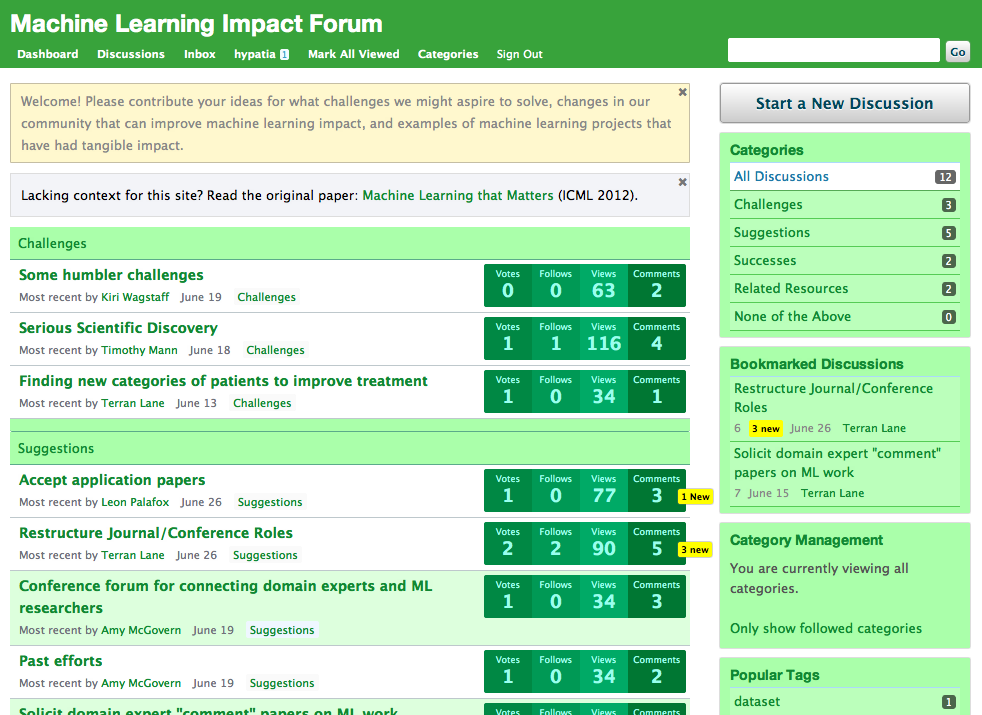 Machine Learning Impact Forum
Dashboard Discussions Inbox hypatia 1 Mark All Viewed Categories Sign Out
Go
Welcome! Please contribute your ideas for what challenges we might aspire to solve, changes in our
community that can improve machine learning impact, and examples of machine learning projects that
have had tangible impact.
Lacking context for this site? Read the original paper: Machine Learning that Matters (ICML 2012).
Challenges
Some humbler challenges
Most recent by Kiri Wagstaff June 19 Challenges
Votes Follows Views Comments
0 0 63 2
Serious Scientific Discovery
Most recent by Timothy Mann June 18 Challenges
Votes Follows Views Comments
1 1 116 4
Finding new categories of patients to improve treatment
Most recent by Terran Lane June 13 Challenges
Votes Follows Views Comments
1 0 34 1
Suggestions
Accept application papers
Most recent by Leon Palafox June 26 Suggestions
Votes Follows Views Comments
1 0 77 3
1 New
Restructure Journal/Conference Roles
Most recent by Terran Lane June 26 Suggestions
Votes Follows Views Comments
2 2 90 5
3 new
Conference forum for connecting domain experts and ML
researchers
Most recent by Amy McGovern June 19 Suggestions
Votes Follows Views Comments
1 0 34 3
Past efforts
Most recent by Amy McGovern June 19 Suggestions
Votes Follows Views Comments
1 0 34 2
Solicit domain expert "comment" papers on ML work
Votes Follows Views Comments
Start a New Discussion
Categories
All Discussions 12
Challenges 3
Suggestions 5
Successes 2
Related Resources 2
None of the Above 0
Bookmarked Discussions
Restructure Journal/Conference
Roles
6 3 new June 26 Terran Lane
Solicit domain expert "comment"
papers on ML work
7 June 15 Terran Lane
Category Management
You are currently viewing all
categories.
Only show followed categories
Popular Tags
dataset 1